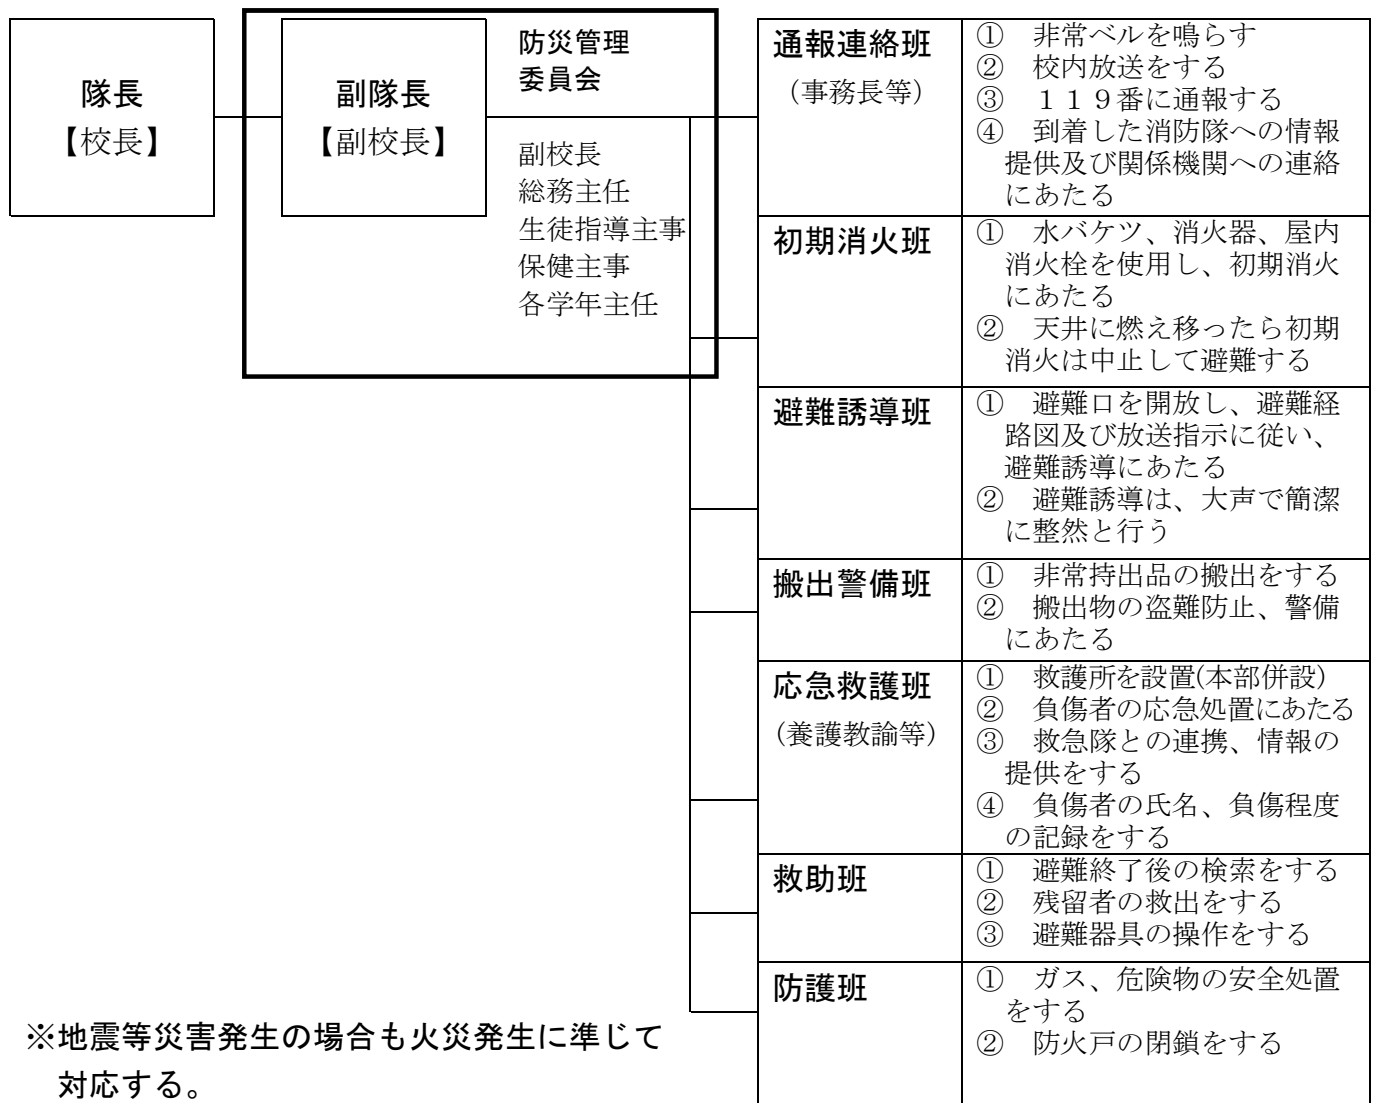 隊長
【校長】
副隊長
【副校長】
防災管理
委員会
副校長
総務主任
生徒指導主事
保健主事
各学年主任
通報連絡班
（事務長等）
①　非常ベルを鳴らす
②　校内放送をする
③　１１９番に通報する
④　到着した消防隊への情報
提供及び関係機関への連絡
にあたる
初期消火班
①　水バケツ、消火器、屋内
消火栓を使用し、初期消火
にあたる
②　天井に燃え移ったら初期
消火は中止して避難する
避難誘導班
①　避難口を開放し、避難経
路図及び放送指示に従い、
避難誘導にあたる
②　避難誘導は、大声で簡潔
に整然と行う
搬出警備班
①　非常持出品の搬出をする
②　搬出物の盗難防止、警備
にあたる
応急救護班
（養護教諭等）
①　救護所を設置(本部併設)
②　負傷者の応急処置にあたる
③　救急隊との連携、情報の
提供をする
④　負傷者の氏名、負傷程度
の記録をする
救助班
①　避難終了後の検索をする
②　残留者の救出をする
③　避難器具の操作をする
防護班
①　ガス、危険物の安全処置
をする
②　防火戸の閉鎖をする
※地震等災害発生の場合も火災発生に準じて
対応する。